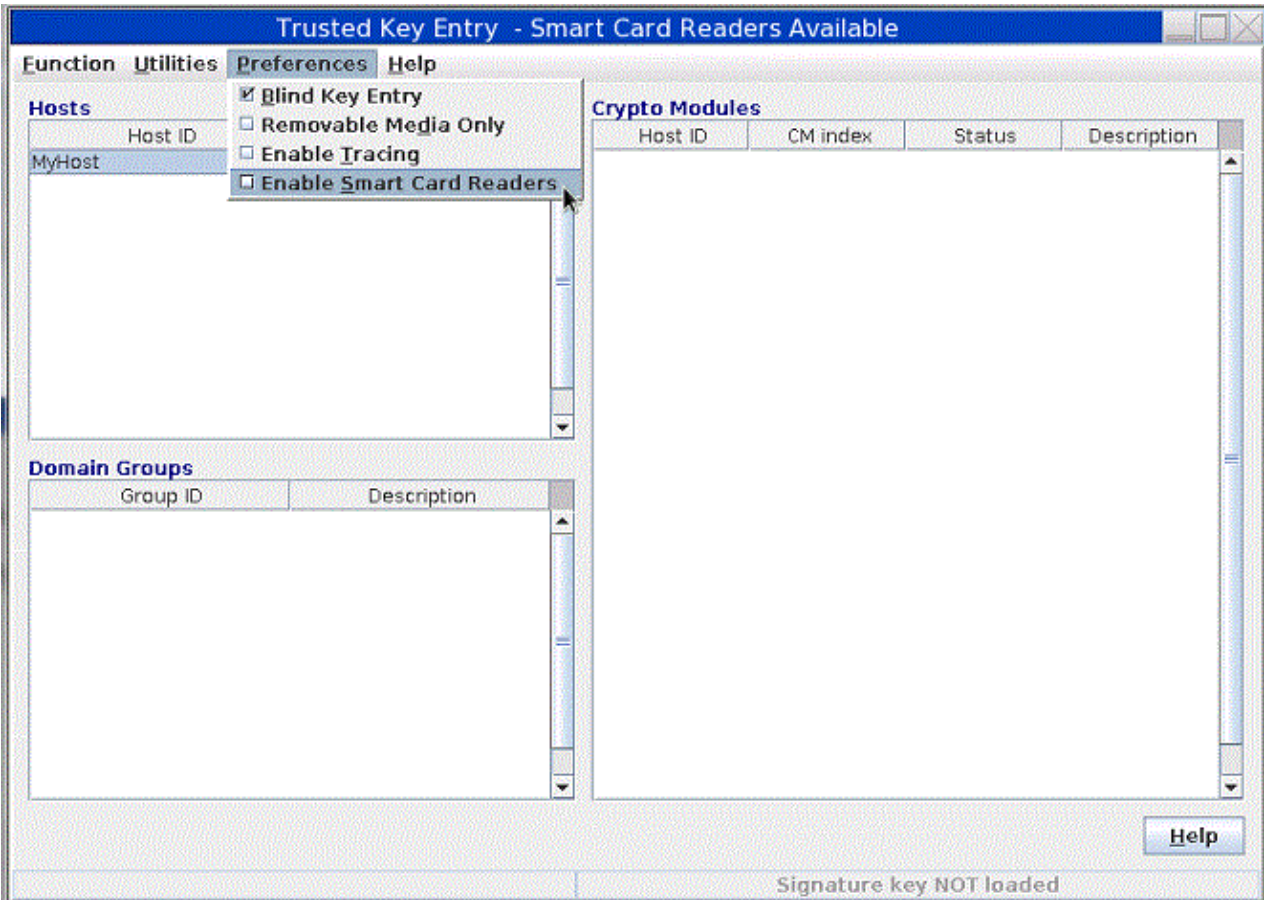 Trusted Key Entry - Smart Card Readers Available
Function Utilities Preferences Help
Blind Key Entry
Removable Media Only
Enable Tracing
Enable Smart Card Readers
Hosts
Host ID
MyHost
Crypto Modules
Host ID CM index Status Description
Domain Groups
Group ID Description
Help
Signature key NOT loaded